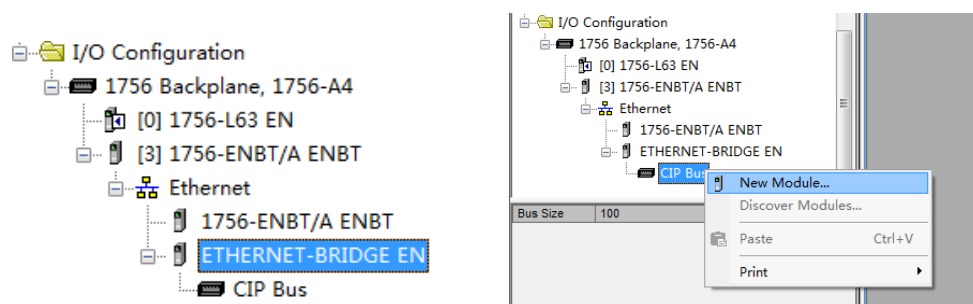 I/O Configuration
1756 Backplane, 1756-A4
[0] 1756-L63 EN
[3] 1756-ENBT/A ENBT
Ethernet
1756-ENBT/A ENBT
ETHERNET-BRIDGE EN
CIP Bus
I/O Configuration
1756 Backplane, 1756-A4
[0] 1756-L63 EN
[3] 1756-ENBT/A ENBT
Ethernet
1756-ENBT/A ENBT
ETHERNET-BRIDGE EN
CIP Bus
New Module...
Discover Modules...
Bus Size 100
Paste Ctrl+V
Print